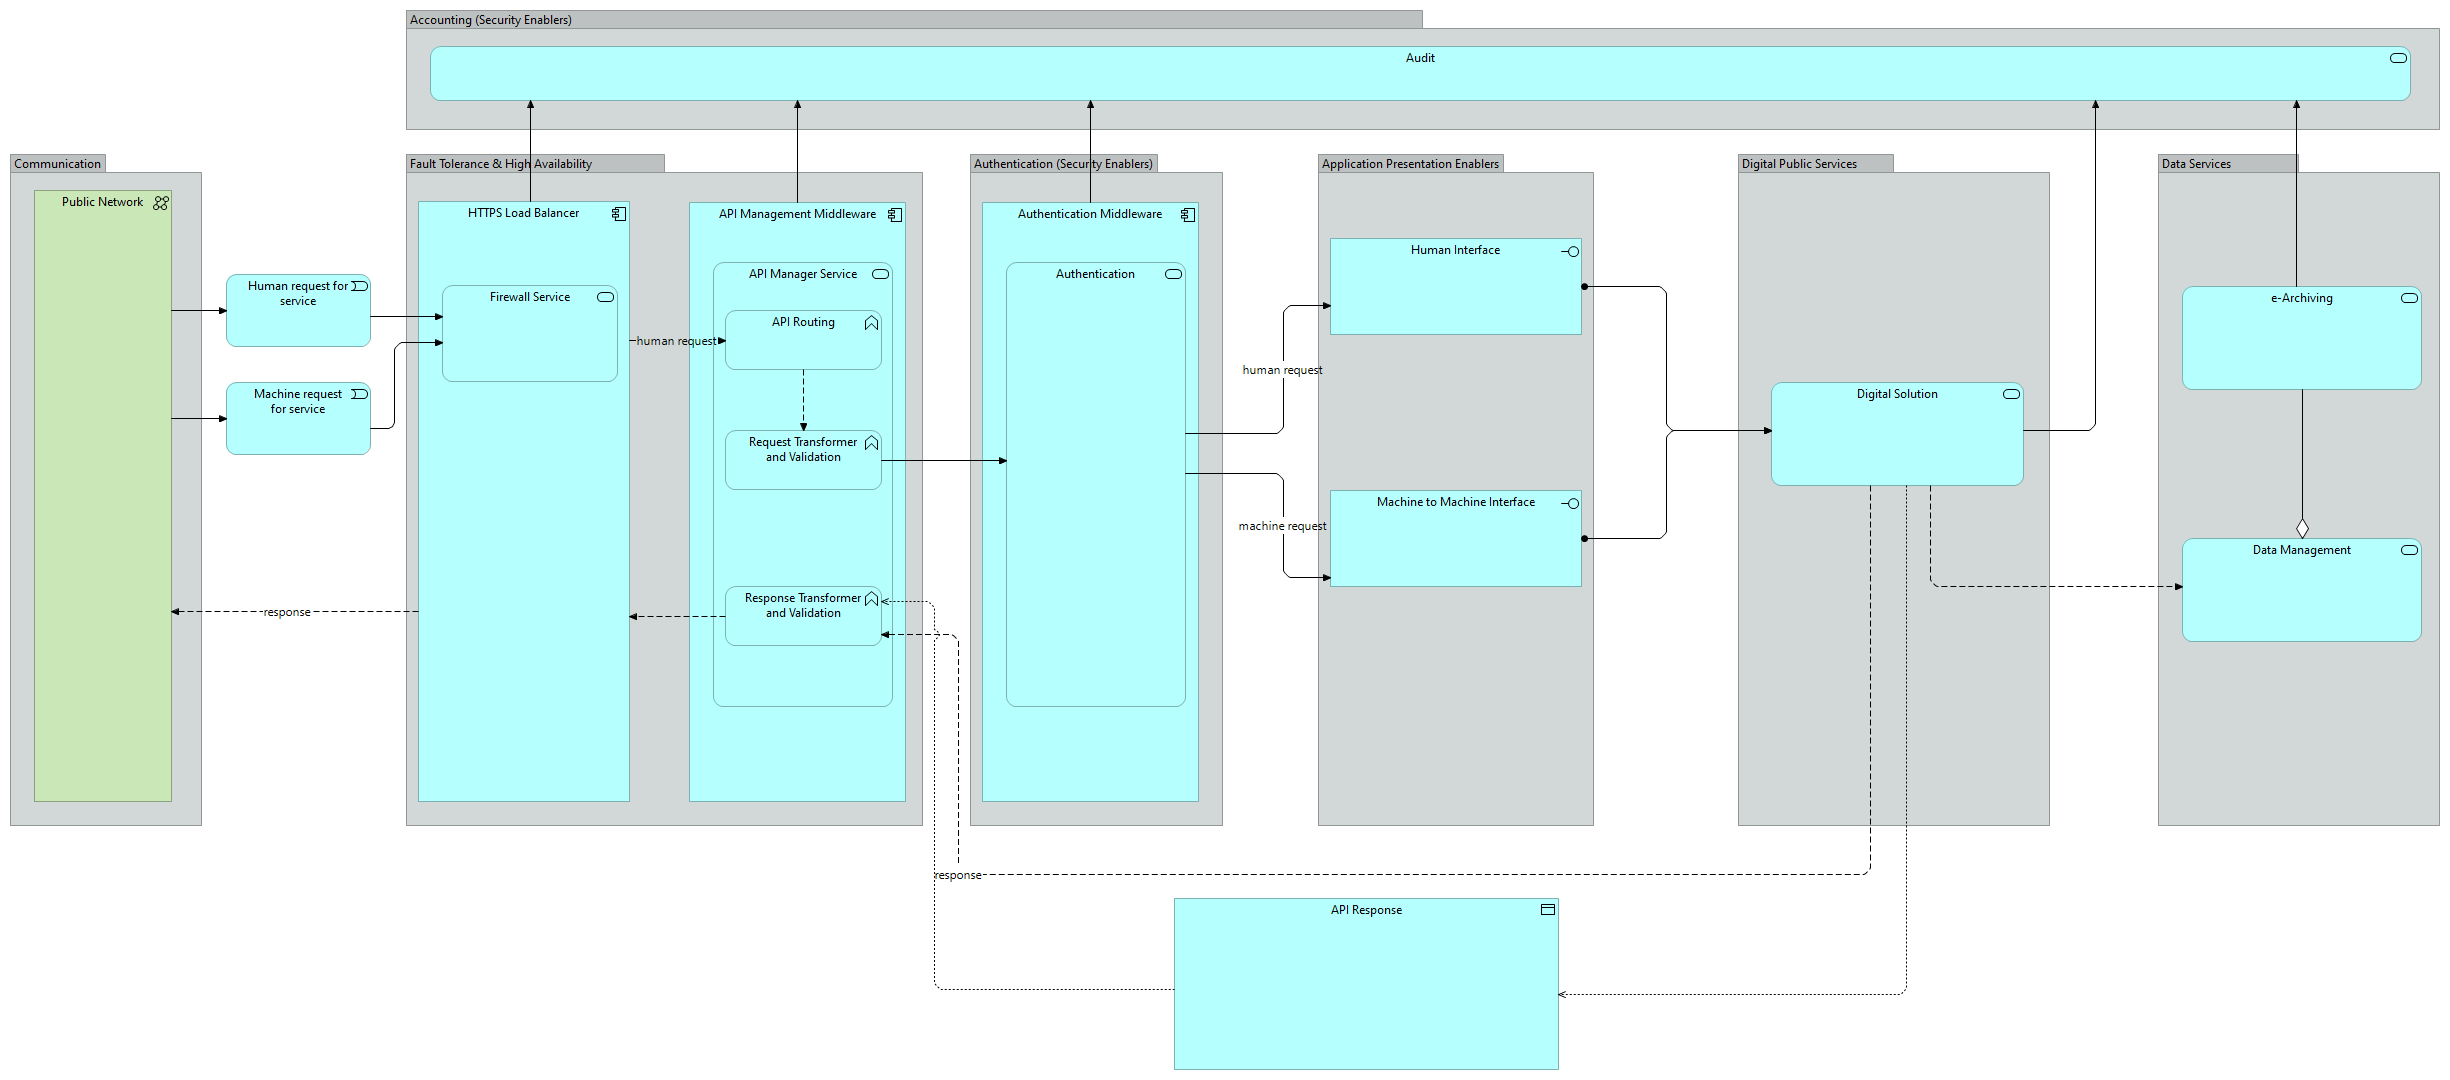 Accounting (Security Enablers)
Audit
Communication
Public Network
Human request for
service
Machine request
for service
response
Fault Tolerance & High Availability
HTTPS Load Balancer
Firewall Service
human request
API Management Middleware
API Manager Service
API Routing
Request Transformer
and Validation
Response Transformer
and Validation
Authentication (Security Enablers)
Authentication Middleware
Authentication
human request
machine request
Application Presentation Enablers
Human Interface
Machine to Machine Interface
Digital Public Services
Digital Solution
Data Services
e-Archiving
Data Management
response
API Response